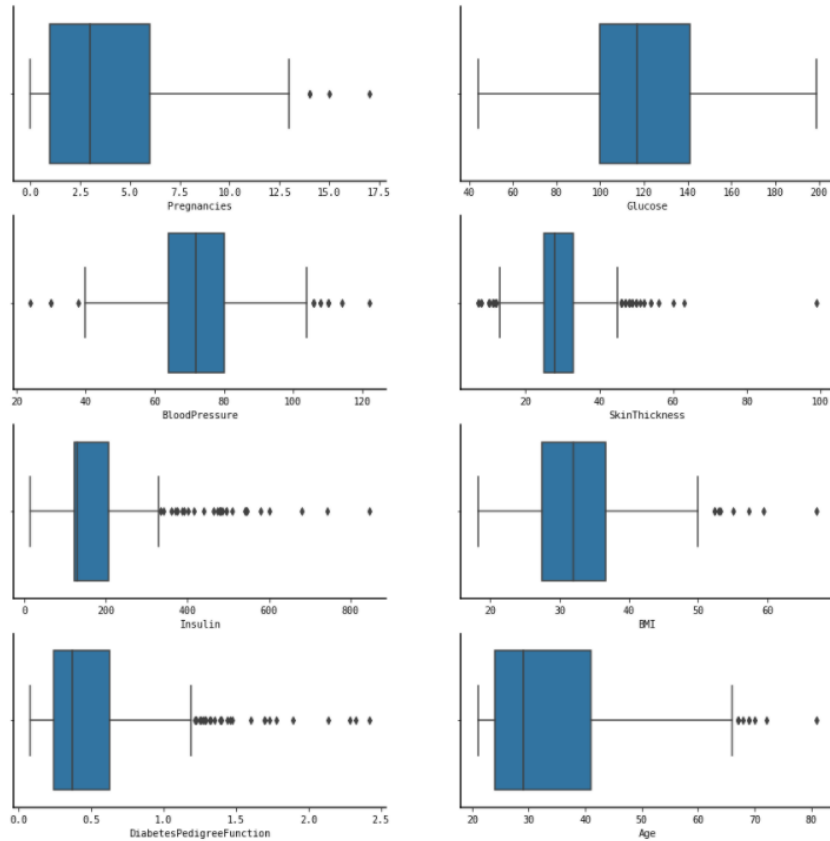 0.0 2.5 5.0 7.5 10.0 12.5 15.0 17.5
Pregnancies
40 60 80 100 120 140 160 180 200
Glucose
20 40 60 80 100 120
BloodPressure
20 40 60 80 100
SkinThickness
0 200 400 600 800
Insulin
20 30 40 50 60
BMI
0.0 0.5 1.0 1.5 2.0 2.5
DiabetesPedigreeFunction
20 30 40 50 60 70 80
Age